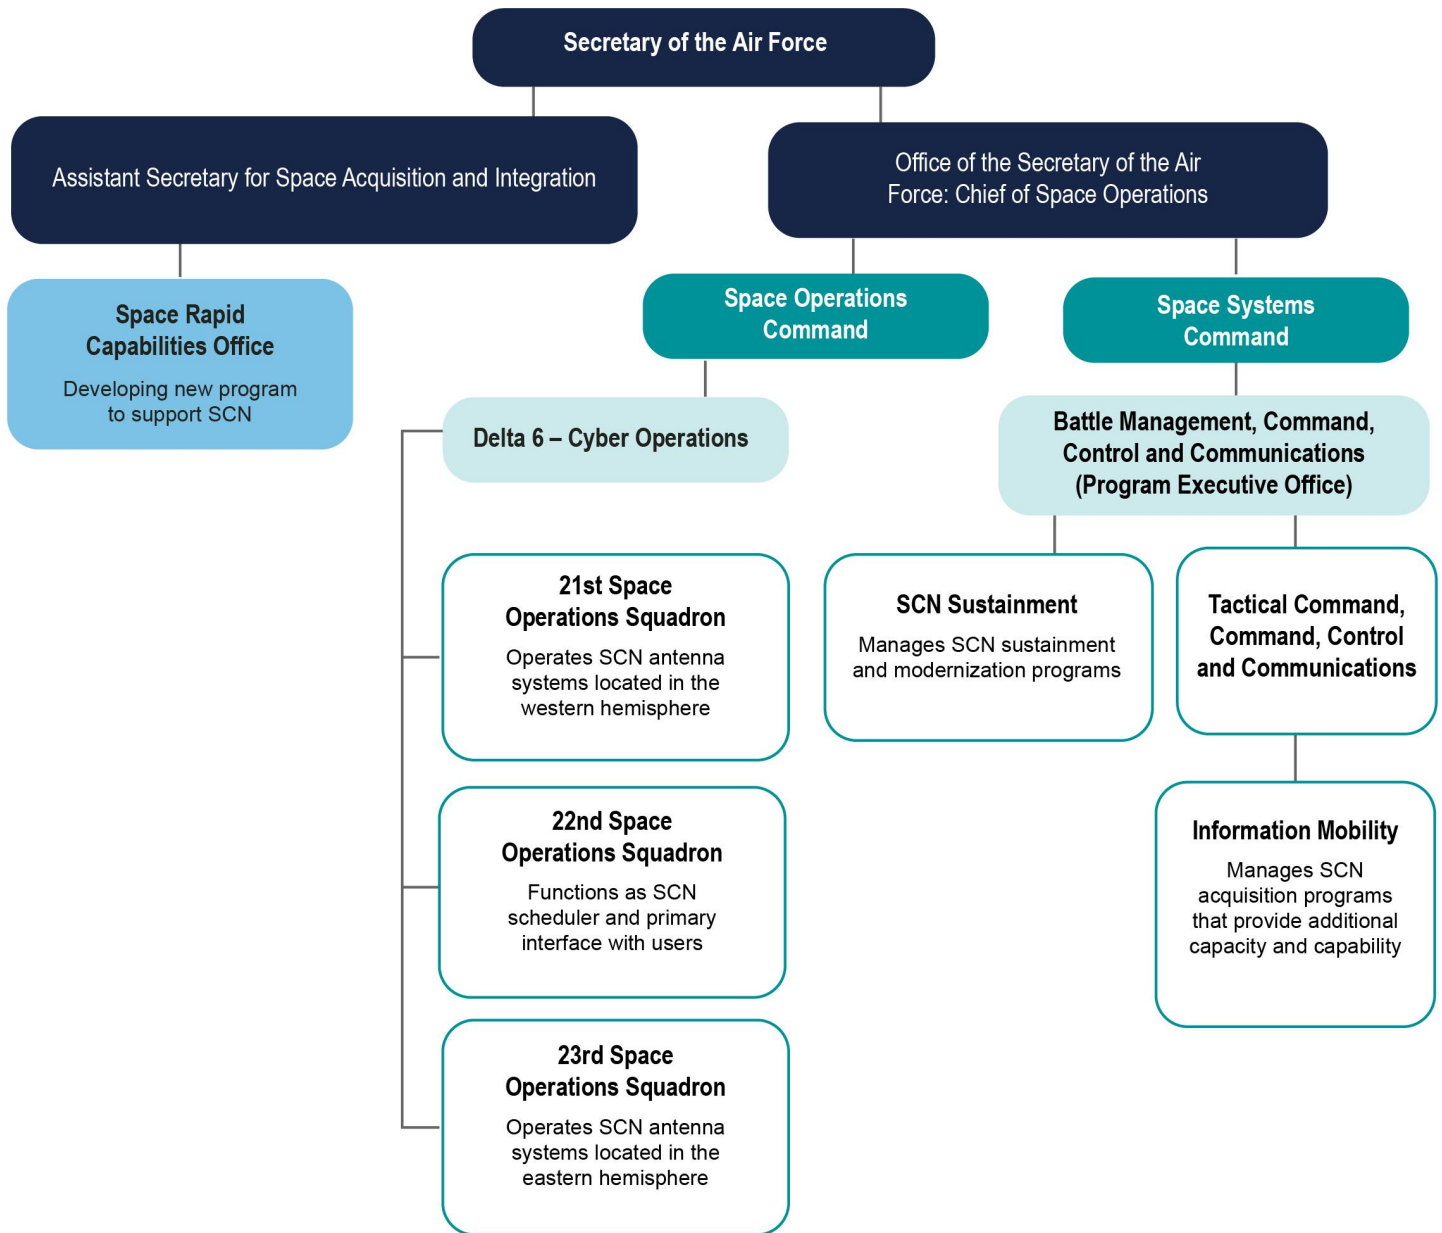 Secretary of the Air Force
Assistant Secretary for Space Acquisition and Integration
Office of the Secretary of the Air
Force: Chief of Space Operations
Space Rapid
Capabilities Office
Developing new program
to support SCN
Space Operations
Command
Space Systems
Command
Delta 6 – Cyber Operations
Battle Management, Command,
Control and Communications
(Program Executive Office)
21st Space
Operations Squadron
Operates SCN antenna
systems located in the
western hemisphere
SCN Sustainment
Manages SCN sustainment
and modernization programs
Tactical Command,
Command, Control
and Communications
22nd Space
Operations Squadron
Functions as SCN
scheduler and primary
interface with users
Information Mobility
Manages SCN
acquisition programs
that provide additional
capacity and capability
23rd Space
Operations Squadron
Operates SCN antenna
systems located in the
eastern hemisphere